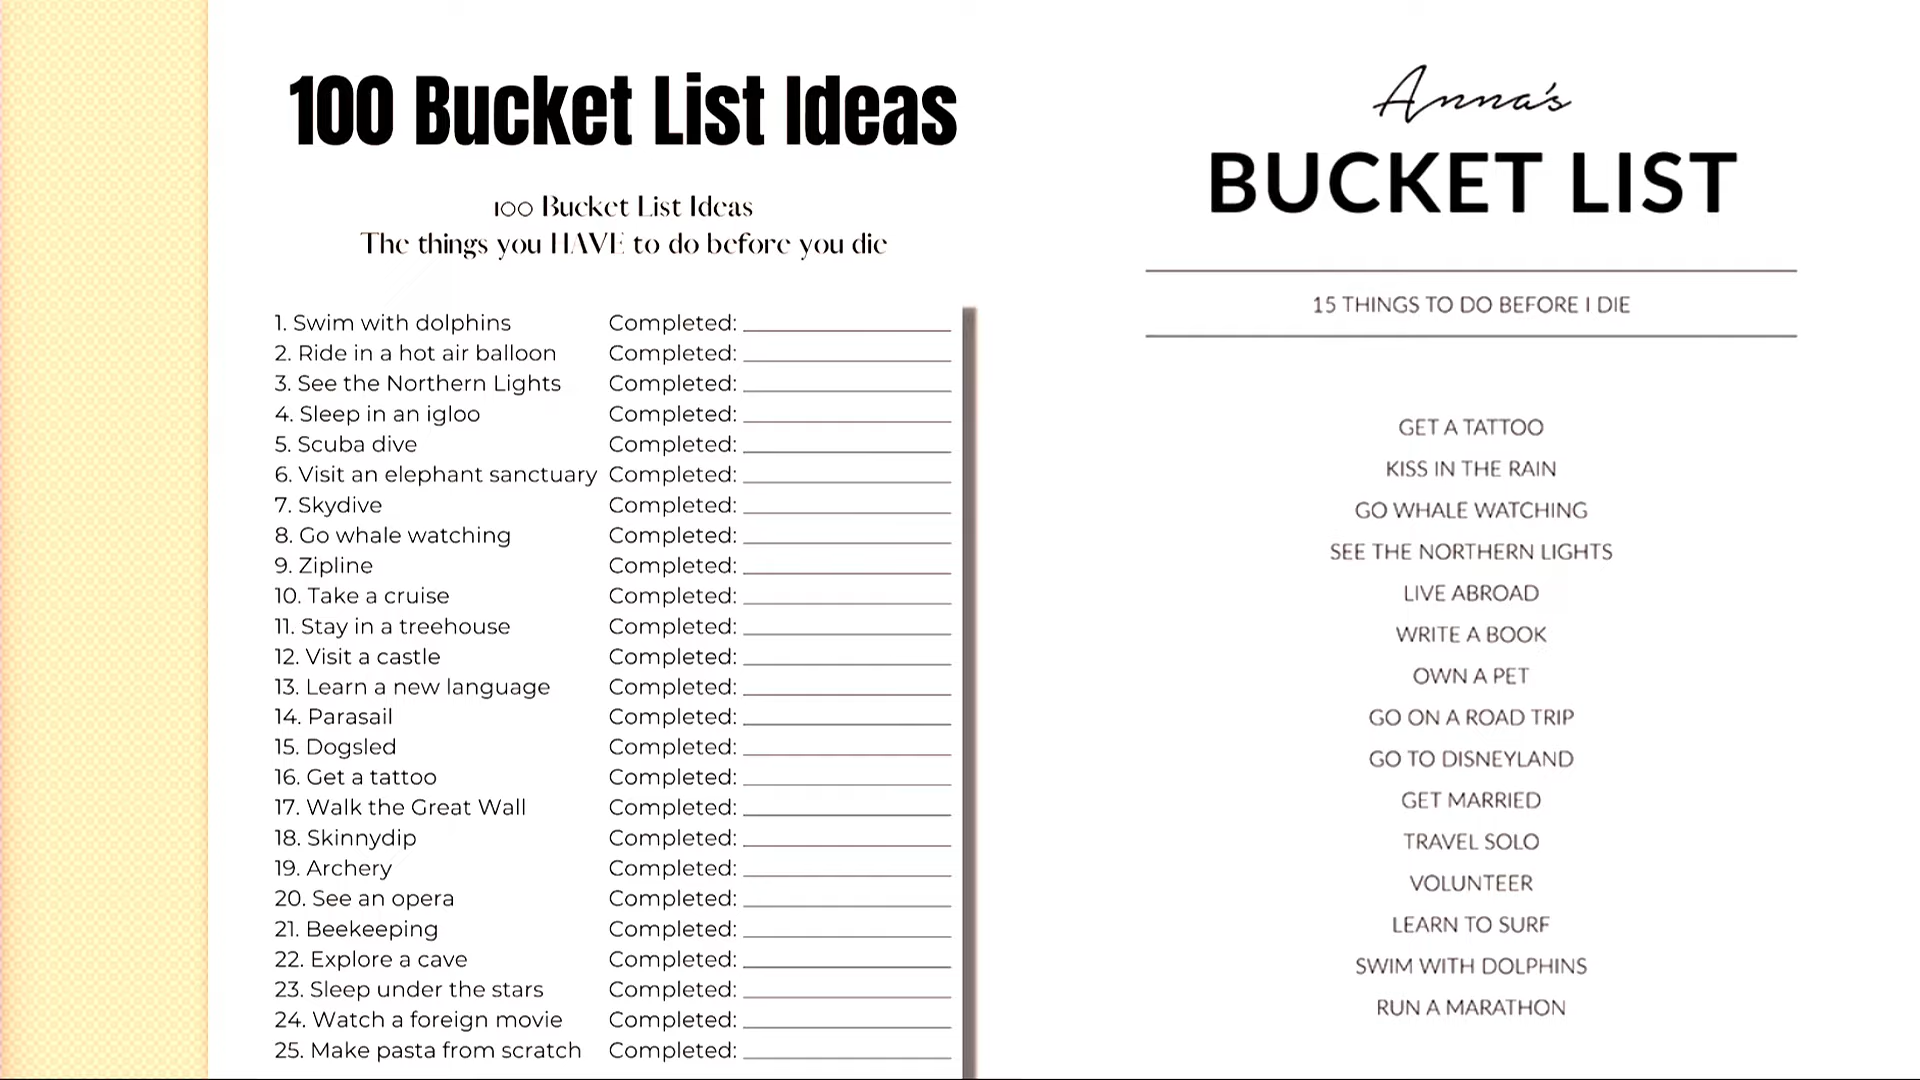 100 Bucket List Ideas
100 Bucket List Ideas
The things you HAVE to do before you die
1. Swim with dolphins Completed:
2. Ride in a hot air balloon Completed:
3. See the Northern Lights Completed:
4. Sleep in an igloo Completed:
5. Scuba dive Completed:
6. Visit an elephant sanctuary Completed:
7. Skydive Completed:
8. Go whale watching Completed:
9. Zipline Completed:
10. Take a cruise Completed:
11. Stay in a treehouse Completed:
12. Visit a castle Completed:
13. Learn a new language Completed:
14. Parasail Completed:
15. Dogsled Completed:
16. Get a tattoo Completed:
17. Walk the Great Wall Completed:
18. Skinnydip Completed:
19. Archery Completed:
20. See an opera Completed:
21. Beekeeping Completed:
22. Explore a cave Completed:
23. Sleep under the stars Completed:
24. Watch a foreign movie Completed:
25. Make pasta from scratch Completed:
Anna's
BUCKET LIST
15 THINGS TO DO BEFORE I DIE
GET A TATTOO
KISS IN THE RAIN
GO WHALE WATCHING
SEE THE NORTHERN LIGHTS
LIVE ABROAD
WRITE A BOOK
OWN A PET
GO ON A ROAD TRIP
GO TO DISNEYLAND
GET MARRIED
TRAVEL SOLO
VOLUNTEER
LEARN TO SURF
SWIM WITH DOLPHINS
RUN A MARATHON